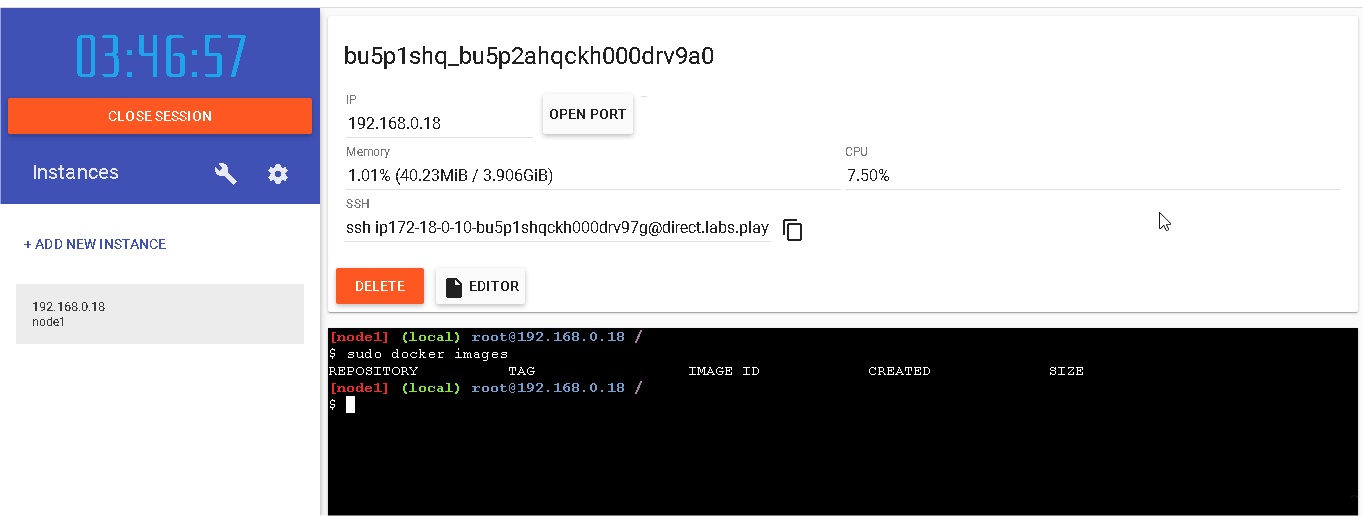 03:46:57
CLOSE SESSION
Instances
+ ADD NEW INSTANCE
192.168.0.18
node1
bu5p1shq_bu5p2ahqckh000drv9a0
IP
192.168.0.18
OPEN PORT
Memory
1.01% (40.23MiB / 3.906GiB)
CPU
7.50%
SSH
ssh ip172-18-0-10-bu5p1shqckh000drv97g@direct.labs.play
DELETE
EDITOR
[node1] (local) root@192.168.0.18 /
$ sudo docker images
REPOSITORY TAG IMAGE ID CREATED SIZE
[node1] (local) root@192.168.0.18 /
$